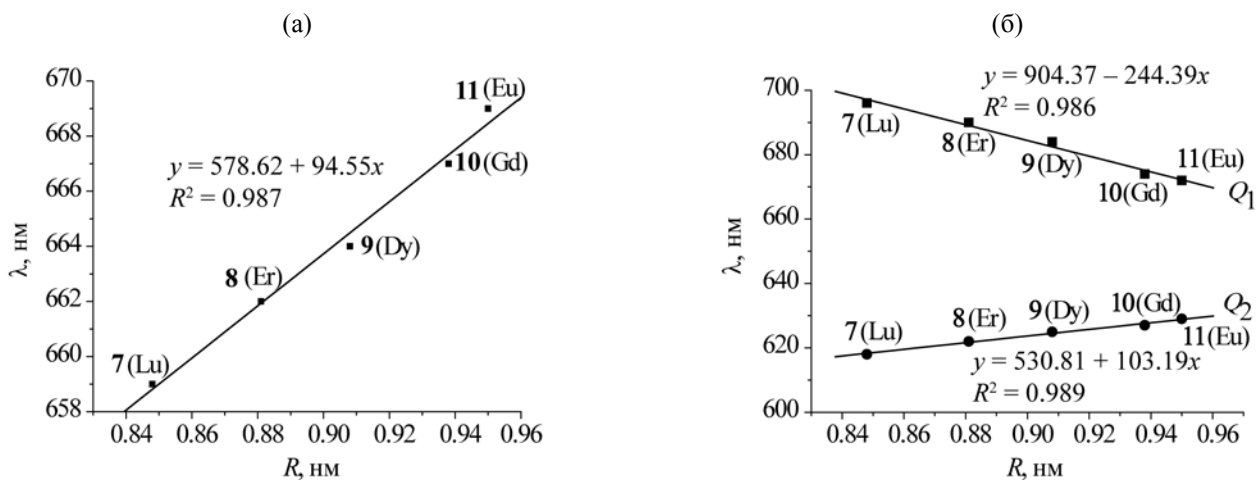 (а)
670
668
666
664
662
660
658
0.84 0.86 0.88 0.90 0.92 0.94 0.96
λ, нм
R, нм
y = 578.62 + 94.55x
R² = 0.987
11 (Eu)
10 (Gd)
9 (Dy)
8 (Er)
7 (Lu)
(б)
700
680
660
640
620
600
0.84 0.86 0.88 0.90 0.92 0.94 0.96
λ, нм
R, нм
y = 904.37 – 244.39x
R² = 0.986
7 (Lu)
8 (Er)
9 (Dy)
10 (Gd)
11 (Eu)
Q₁
7 (Lu)
8 (Er)
9 (Dy)
10 (Gd)
11 (Eu)
Q₂
y = 530.81 + 103.19x
R² = 0.989